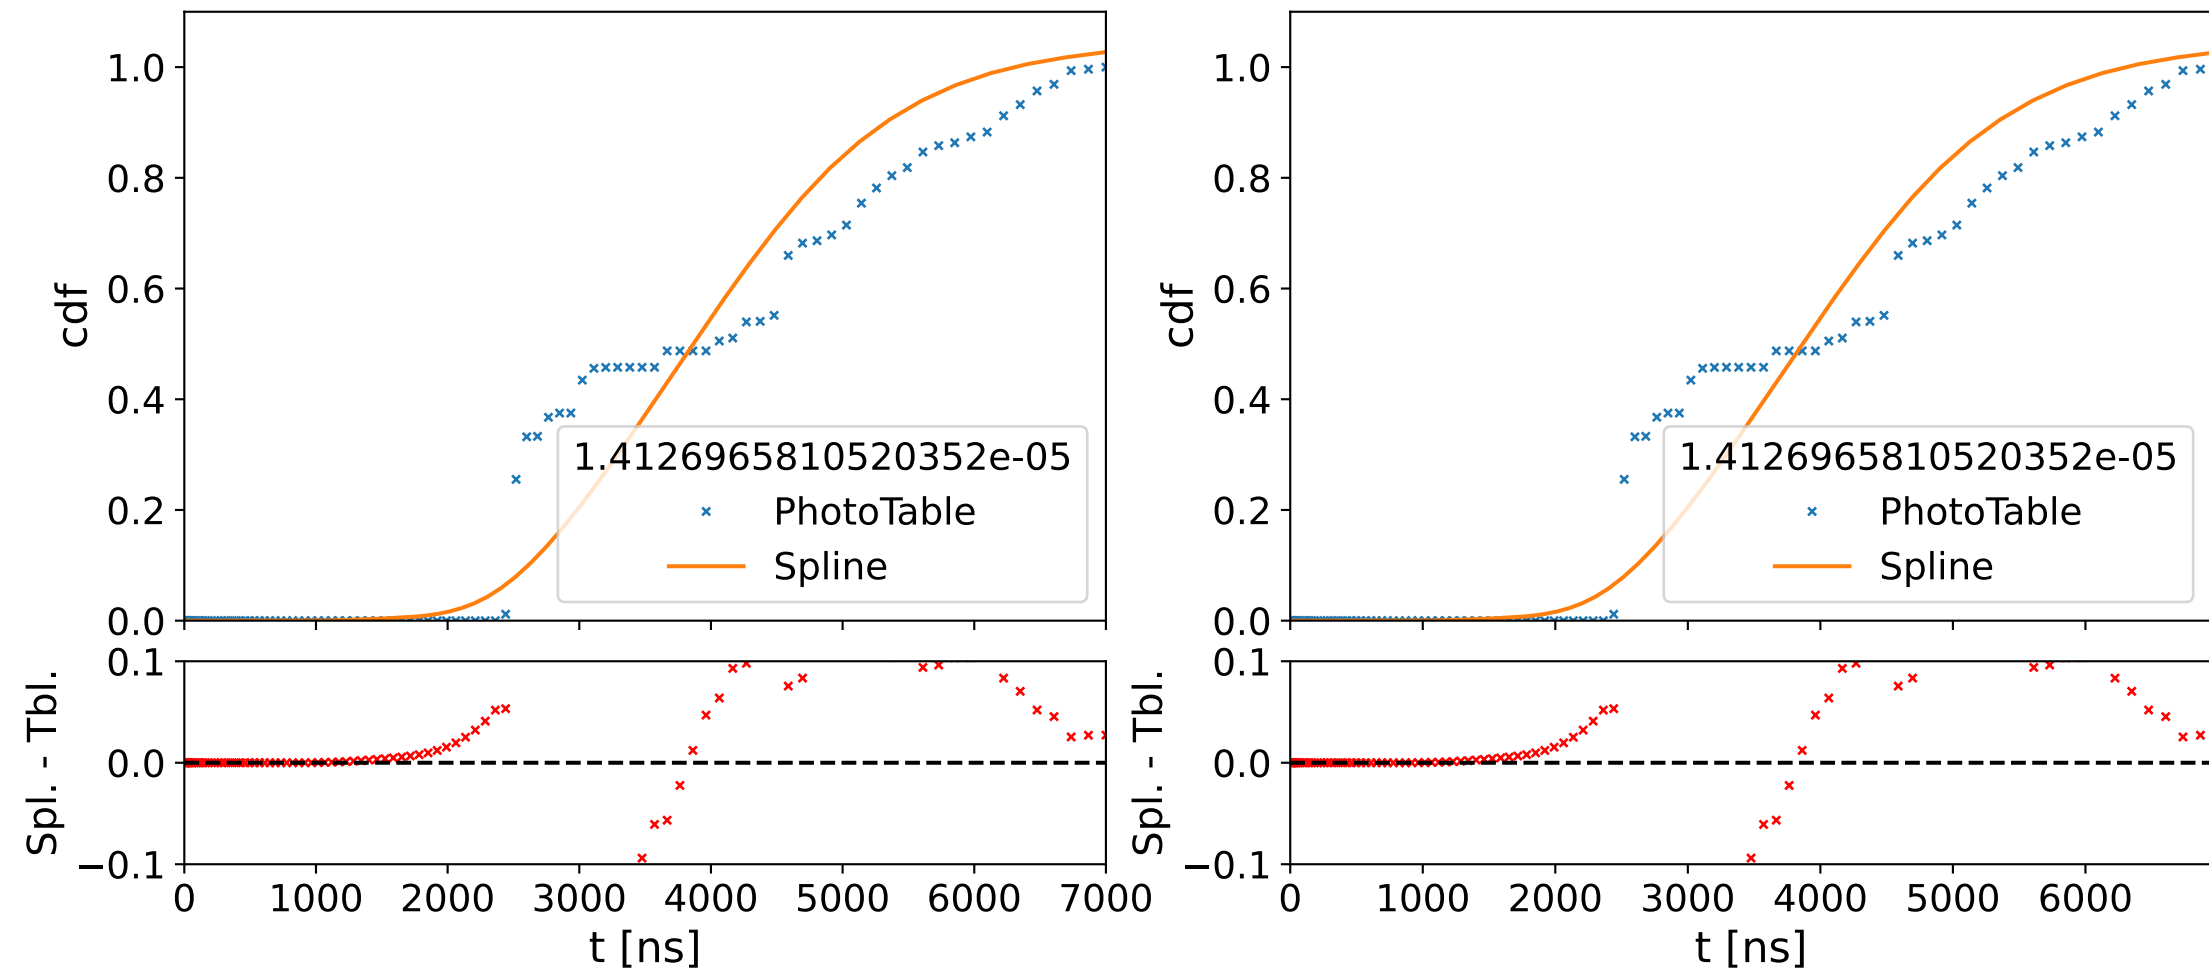 cdf
1.0
0.8
0.6
0.4
0.2
0.0
1.4126965810520352e-05
PhotoTable
Spline
Spl. - Tbl.
0.1
0.0
−0.1
0 1000 2000 3000 4000 5000 6000 7000
t [ns]
cdf
1.0
0.8
0.6
0.4
0.2
0.0
1.4126965810520352e-05
PhotoTable
Spline
Spl. - Tbl.
0.1
0.0
−0.1
0 1000 2000 3000 4000 5000 6000
t [ns]